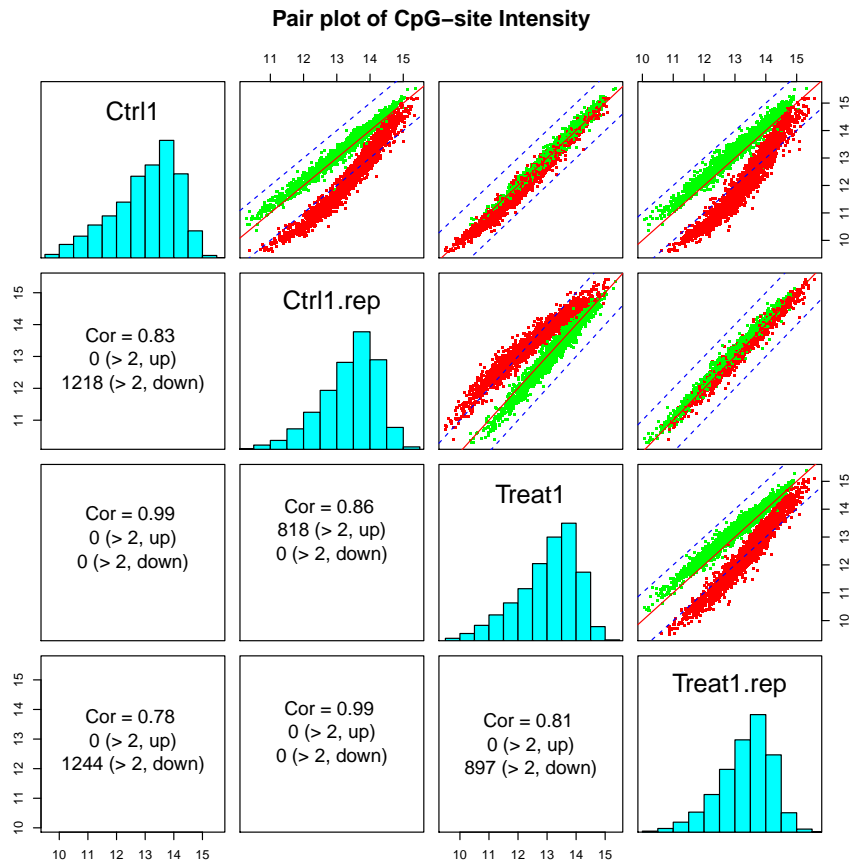 Pair plot of CpG−site Intensity
11 12 13 14 15
10 11 12 13 14 15
Ctrl1
10 11 12 13 14 15
11 12 13 14 15
Cor = 0.83
0 (> 2, up)
1218 (> 2, down)
Ctrl1.rep
Cor = 0.99
0 (> 2, up)
0 (> 2, down)
Cor = 0.86
818 (> 2, up)
0 (> 2, down)
Treat1
10 11 12 13 14 15
10 11 12 13 14 15
Cor = 0.78
0 (> 2, up)
1244 (> 2, down)
Cor = 0.99
0 (> 2, up)
0 (> 2, down)
Cor = 0.81
0 (> 2, up)
897 (> 2, down)
Treat1.rep
10 11 12 13 14 15
10 11 12 13 14 15